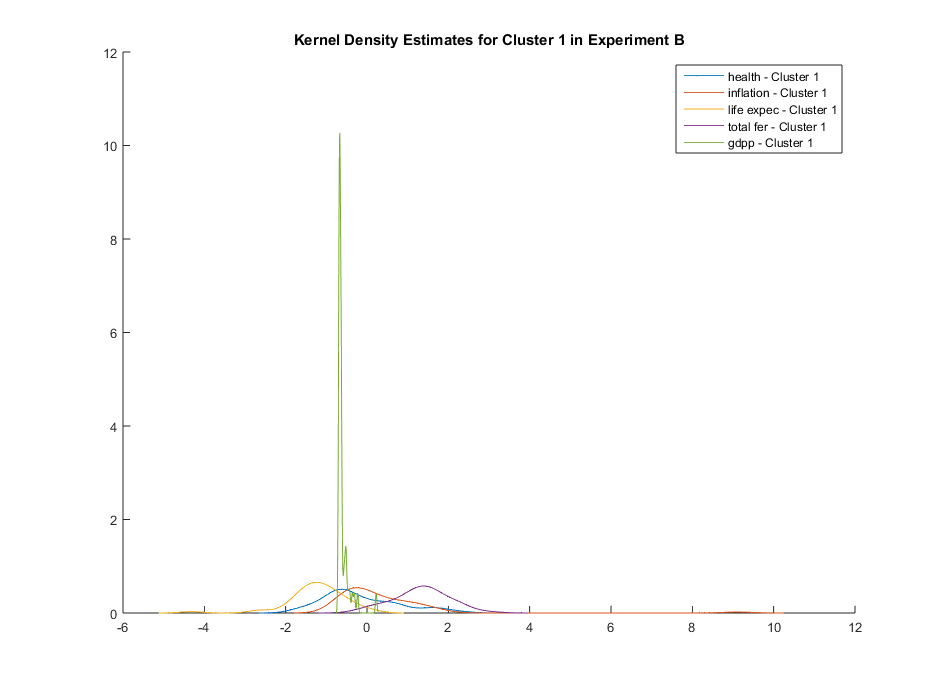 Kernel Density Estimates for Cluster 1 in Experiment B
health - Cluster 1
inflation - Cluster 1
life expec - Cluster 1
total fer - Cluster 1
gdpp - Cluster 1
12
10
8
6
4
2
0
-6 -4 -2 0 2 4 6 8 10 12